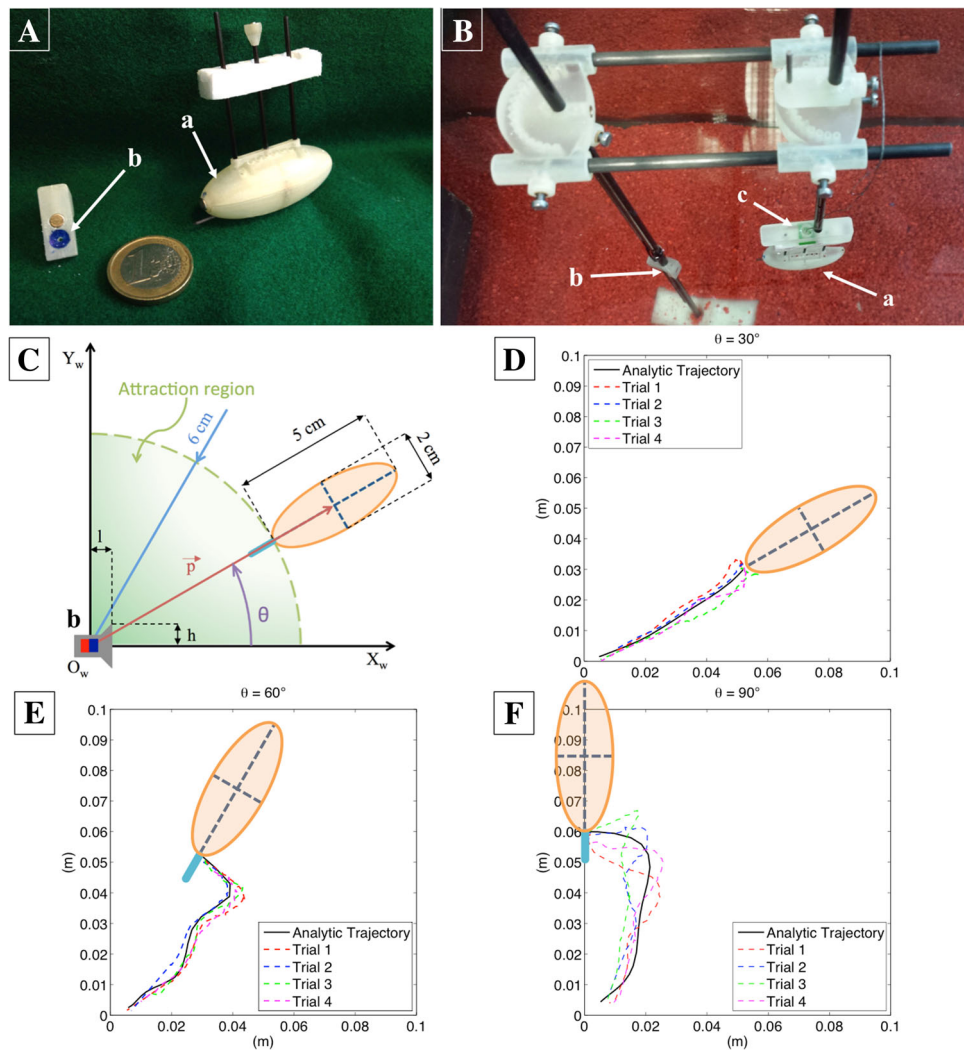 A
a
b
B
c
b
a
C
Y_w
Attraction region
6 cm
5 cm
2 cm
l
p
θ
b
h
O_w
X_w
D
θ = 30°
0.1
0.09
0.08
0.07
0.06
0.05
0.04
0.03
0.02
0.01
0
(m)
Analytic Trajectory
Trial 1
Trial 2
Trial 3
Trial 4
0 0.02 0.04 0.06 0.08 0.1
(m)
E
θ = 60°
0.1
0.09
0.08
0.07
0.06
0.05
0.04
0.03
0.02
0.01
0
(m)
Analytic Trajectory
Trial 1
Trial 2
Trial 3
Trial 4
0 0.02 0.04 0.06 0.08 0.1
(m)
F
θ = 90°
0.1
0.09
0.08
0.07
0.06
0.05
0.04
0.03
0.02
0.01
0
(m)
Analytic Trajectory
Trial 1
Trial 2
Trial 3
Trial 4
0 0.02 0.04 0.06 0.08 0.1
(m)